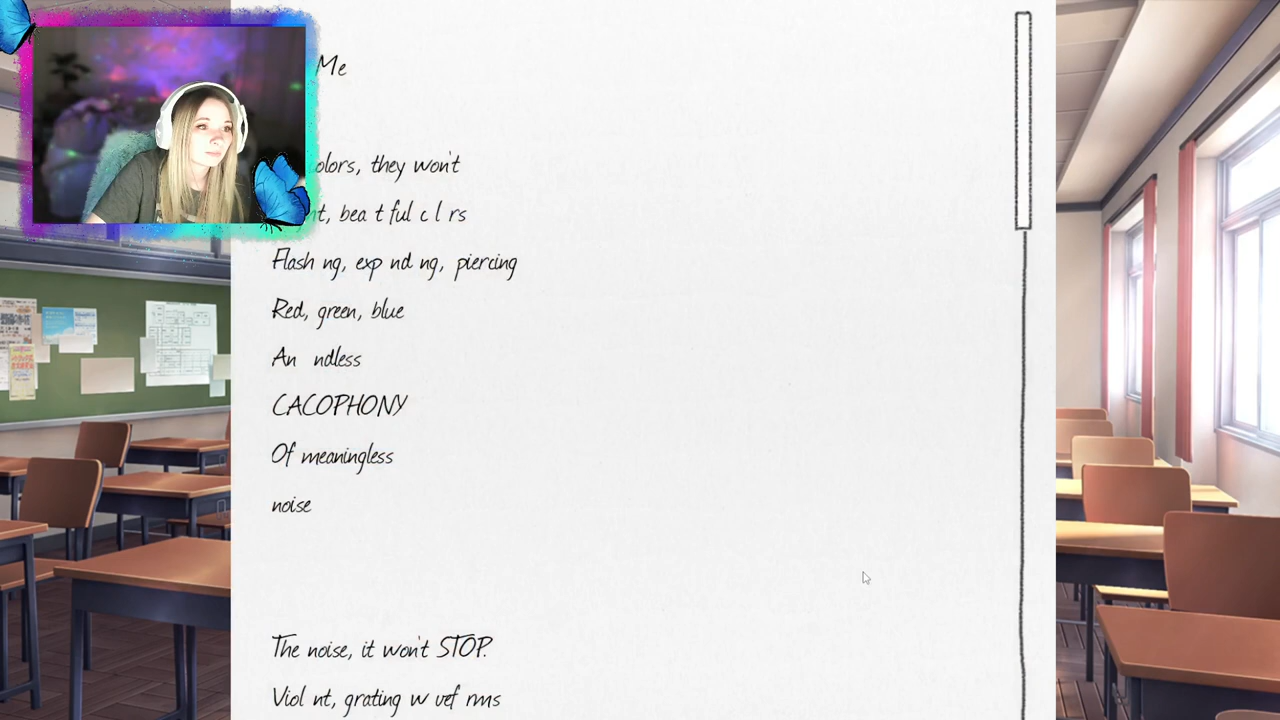 Me
olors, they won't
nt, bea t ful c l rs
Flash ng, exp nd ng, piercing
Red, green, blue
An ndless
CACOPHONY
Of meaningless
noise
The noise, it won't STOP.
Viol nt, grating w vef rms